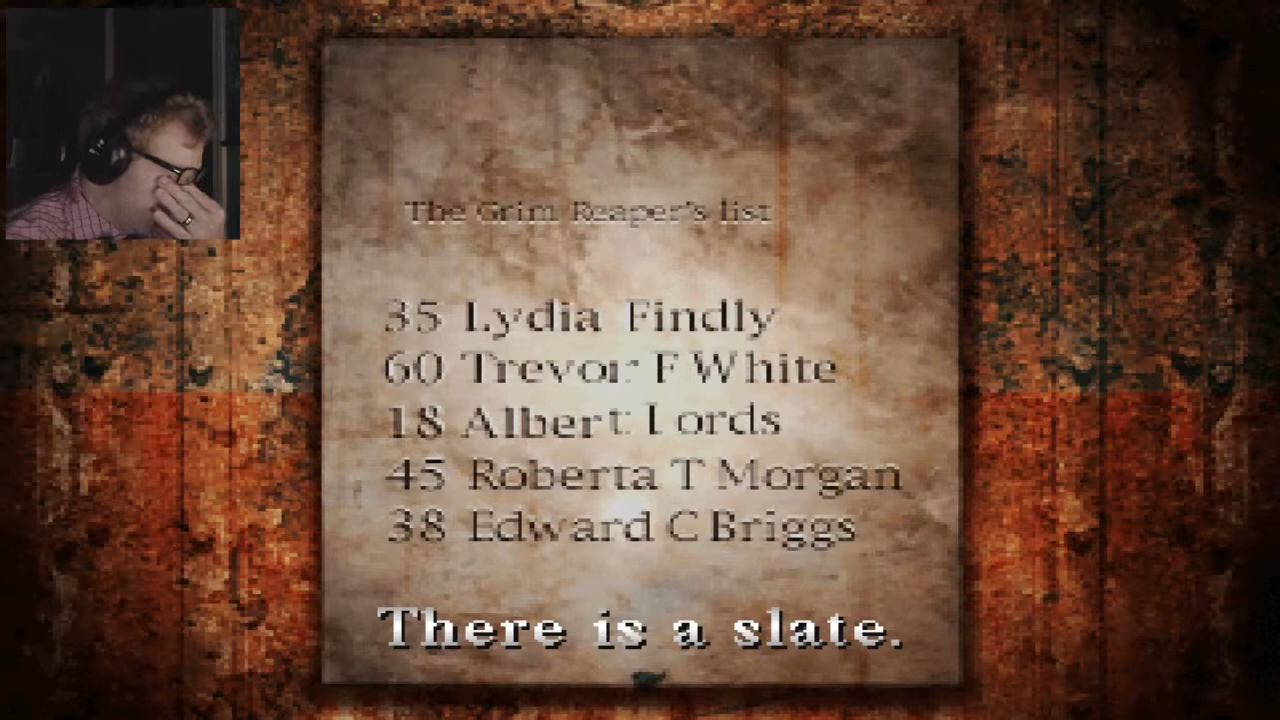 The Grim Reaper's list
35 Lydia Findly
60 Trevor F White
18 Albert Lords
45 Roberta T Morgan
38 Edward C Briggs
There is a slate.